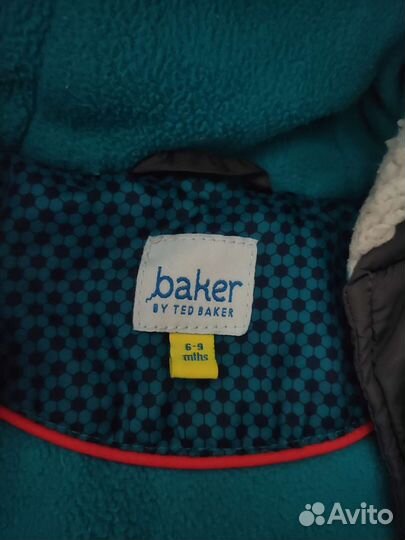 baker
BY TED BAKER
6-9
mths
Avito